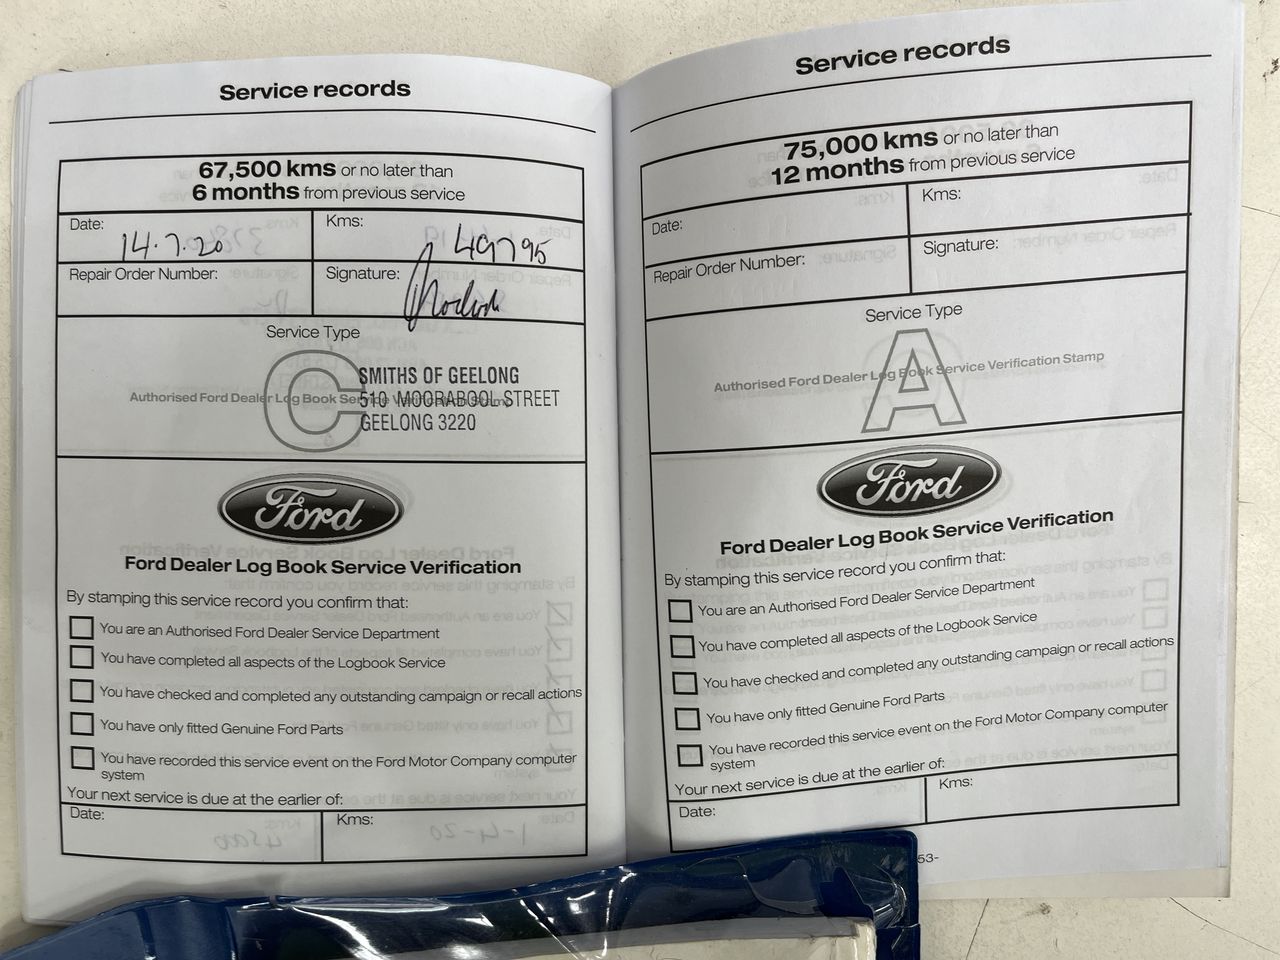 Service records
67,500 kms or no later than
6 months from previous service
Date:
14.7.20
Kms:
49795
Repair Order Number:
Signature:
Service Type
C
Authorised Ford Dealer Log Book Service Verification Stamp
SMITHS OF GEELONG
510 MOORABOOL STREET
GEELONG 3220
Ford
Ford Dealer Log Book Service Verification
By stamping this service record you confirm that:
You are an Authorised Ford Dealer Service Department
You have completed all aspects of the Logbook Service
You have checked and completed any outstanding campaign or recall actions
You have only fitted Genuine Ford Parts
You have recorded this service event on the Ford Motor Company computer
system
Your next service is due at the earlier of:
Date:
Kms:
Service records
75,000 kms or no later than
12 months from previous service
Date:
Kms:
Repair Order Number:
Signature:
Service Type
A
Authorised Ford Dealer Log Book Service Verification Stamp
Ford
Ford Dealer Log Book Service Verification
By stamping this service record you confirm that:
You are an Authorised Ford Dealer Service Department
You have completed all aspects of the Logbook Service
You have checked and completed any outstanding campaign or recall actions
You have only fitted Genuine Ford Parts
You have recorded this service event on the Ford Motor Company computer
system
Your next service is due at the earlier of:
Date:
Kms:
53-